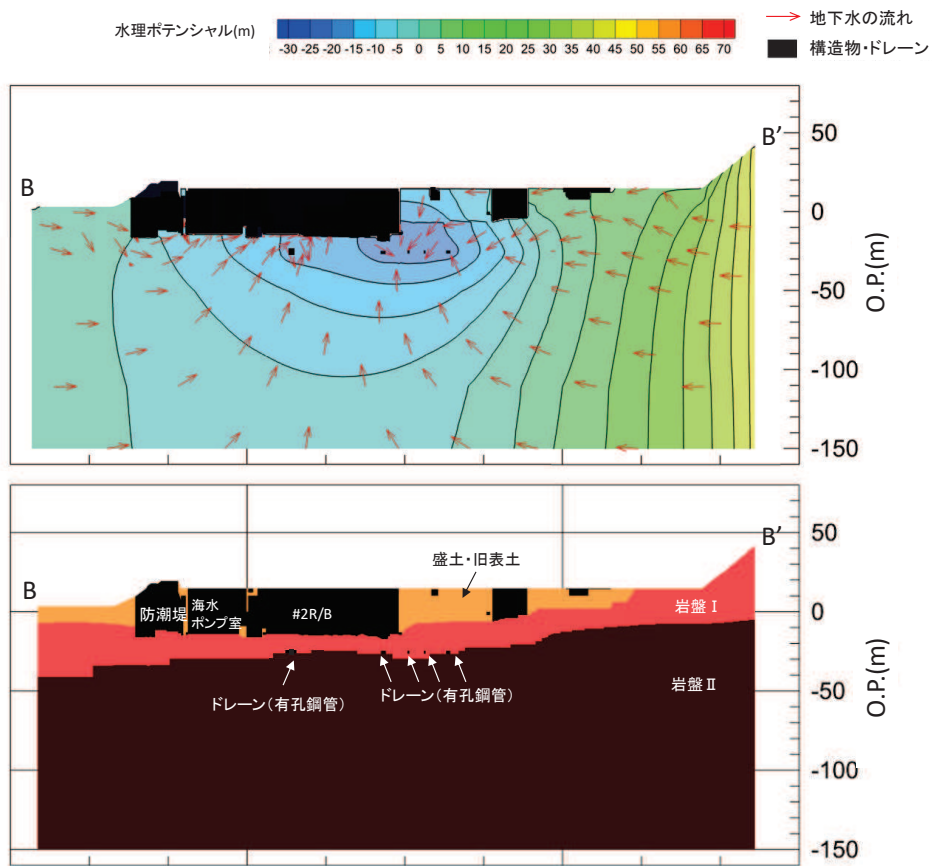 水理ポテンシャル(m)
-30 -25 -20 -15 -10 -5 0 5 10 15 20 25 30 35 40 45 50 55 60 65 70
地下水の流れ
構造物・ドレーン
B
B’
50
0
-50
-100
-150
O.P.(m)
B
B’
盛土・旧表土
防潮堤
海水
ポンプ室
#2R/B
岩盤Ⅰ
岩盤Ⅱ
ドレーン(有孔鋼管)
ドレーン(有孔鋼管)
50
0
-50
-100
-150
O.P.(m)